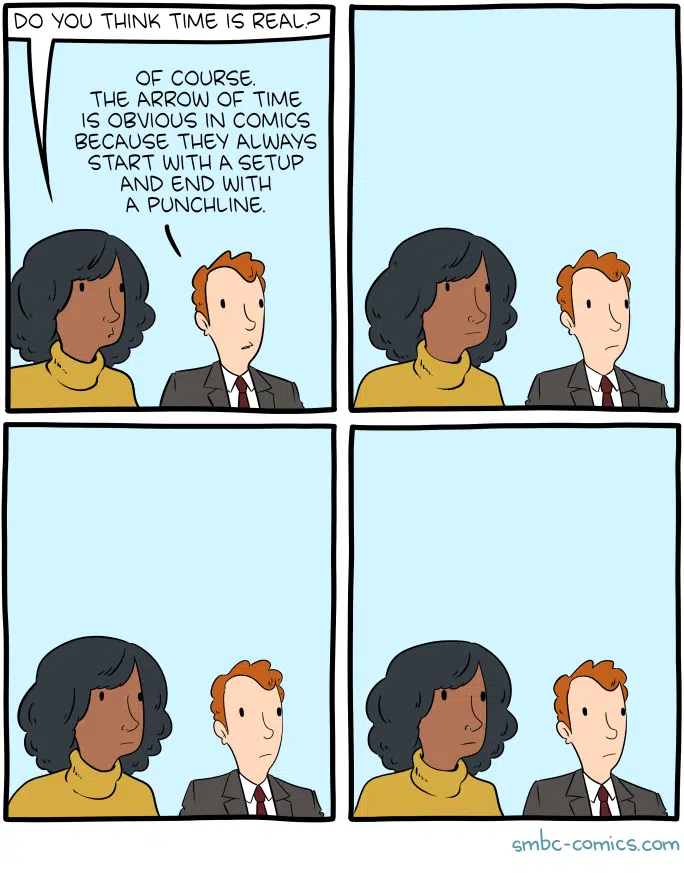 DO YOU THINK TIME IS REAL?
OF COURSE.
THE ARROW OF TIME
IS OBVIOUS IN COMICS
BECAUSE THEY ALWAYS
START WITH A SETUP
AND END WITH
A PUNCHLINE.
smbc-comics.com